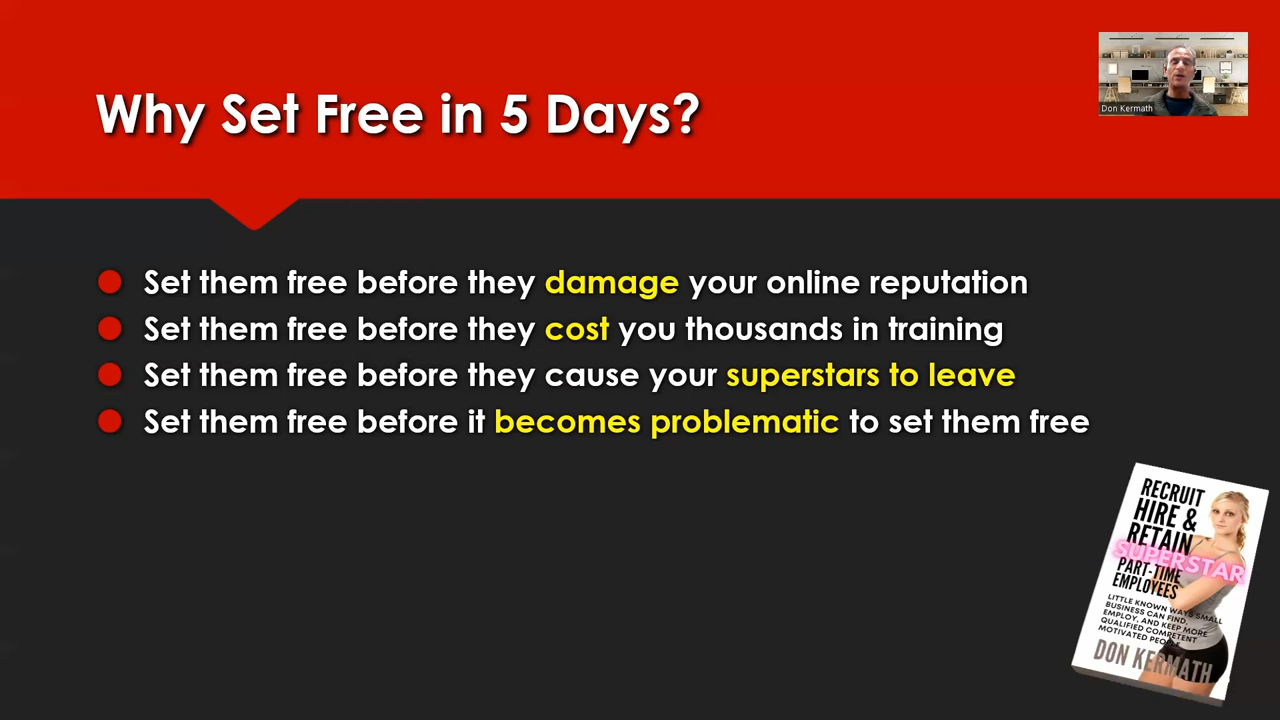 Why Set Free in 5 Days?
Don Kermath
Set them free before they damage your online reputation
Set them free before they cost you thousands in training
Set them free before they cause your superstars to leave
Set them free before it becomes problematic to set them free
RECRUIT
HIRE &
RETAIN
SUPERSTAR
PART-TIME
EMPLOYEES
LITTLE KNOWN WAYS SMALL
BUSINESS CAN FIND,
EMPLOY, AND KEEP MORE
QUALIFIED COMPETENT
MOTIVATED
DON KERMATH